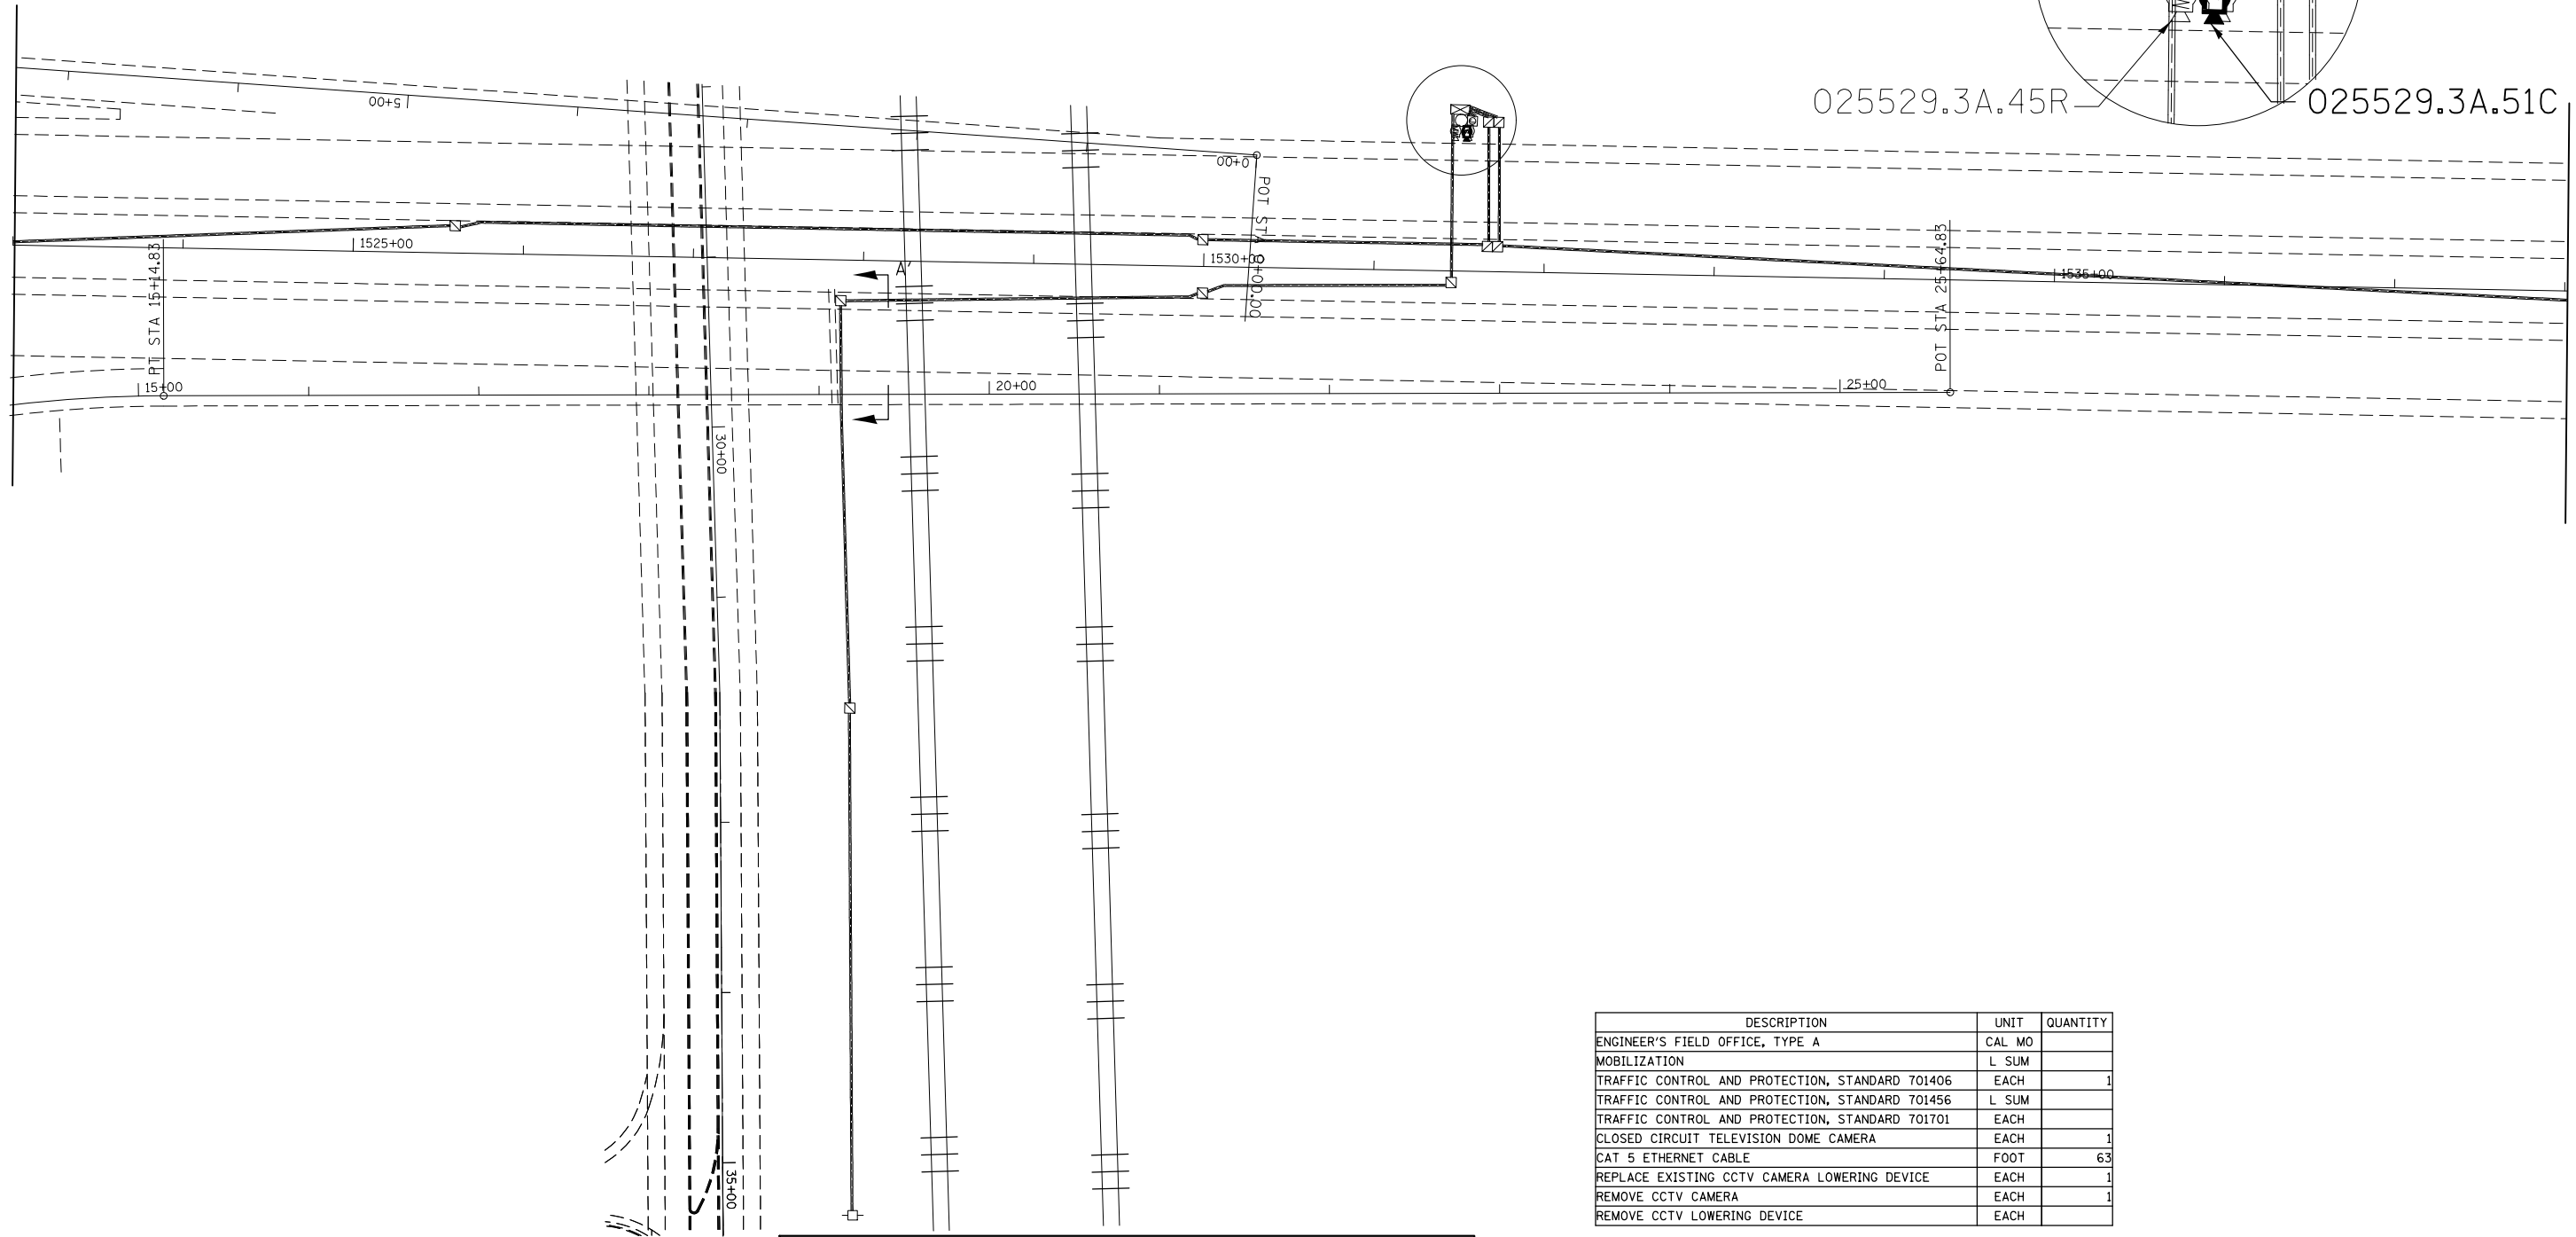 025529.3A.45R
025529.3A.51C
5+00
0+00
POT STA 0+00.00
1525+00
1530+00
1535+00
A'
PT STA 15+14.83
POT STA 25+64.83
15+00
20+00
25+00
30+00
35+00
DESCRIPTION UNIT QUANTITY
ENGINEER'S FIELD OFFICE, TYPE A CAL MO
MOBILIZATION L SUM
TRAFFIC CONTROL AND PROTECTION, STANDARD 701406 EACH 1
TRAFFIC CONTROL AND PROTECTION, STANDARD 701456 L SUM
TRAFFIC CONTROL AND PROTECTION, STANDARD 701701 EACH
CLOSED CIRCUIT TELEVISION DOME CAMERA EACH 1
CAT 5 ETHERNET CABLE FOOT 63
REPLACE EXISTING CCTV CAMERA LOWERING DEVICE EACH 1
REMOVE CCTV CAMERA EACH 1
REMOVE CCTV LOWERING DEVICE EACH